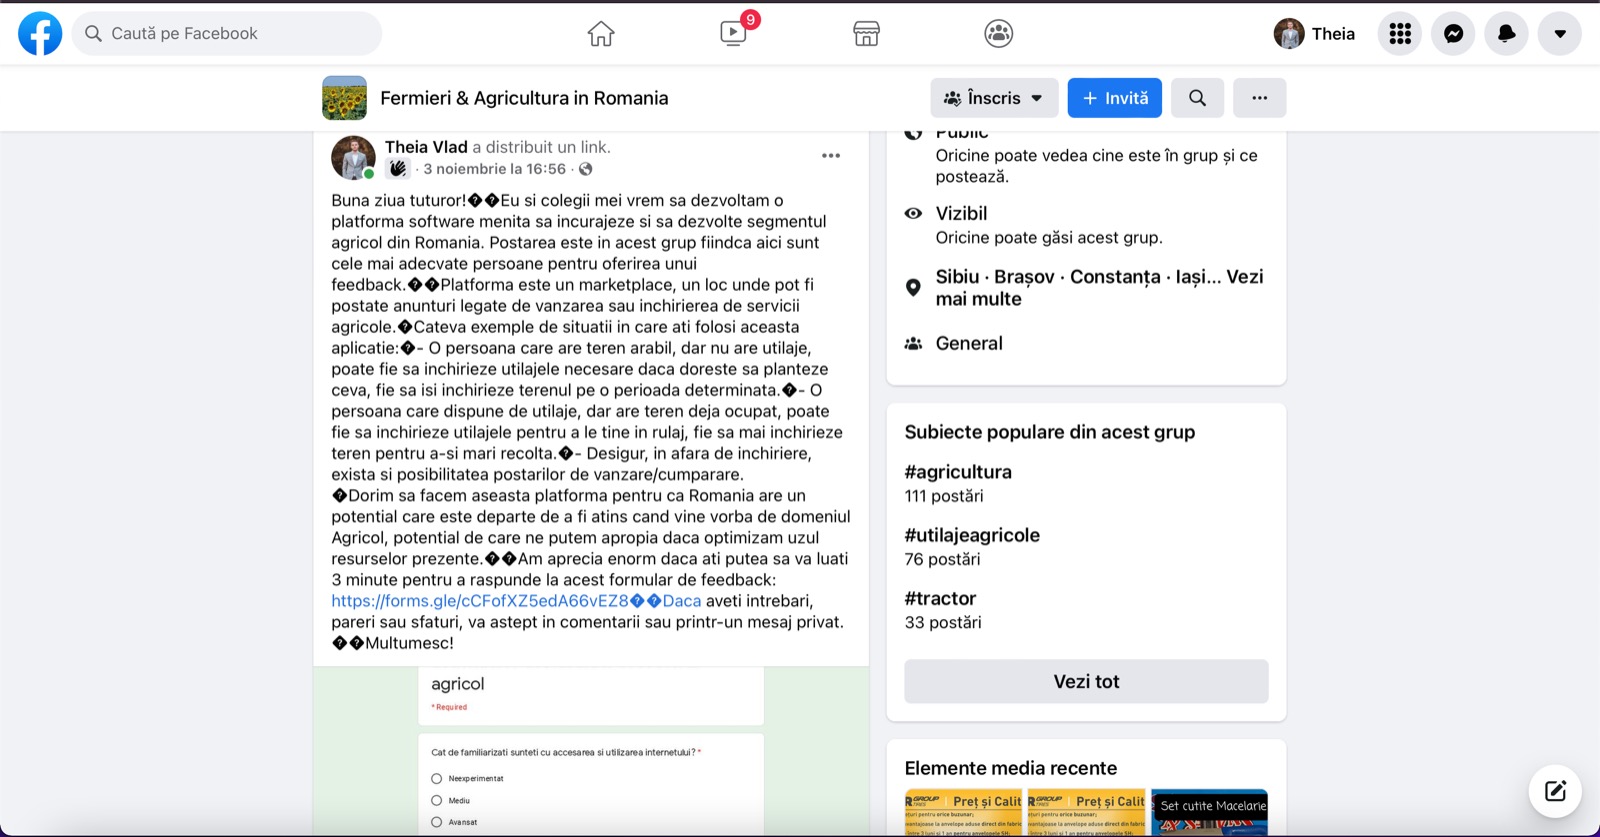 Caută pe Facebook
9
Theia
Fermieri & Agricultura in Romania
Înscris
+ Invită
Theia Vlad a distribuit un link.
· 3 noiembrie la 16:56 ·
Buna ziua tuturor!��Eu si colegii mei vrem sa dezvoltam o
platforma software menita sa incurajeze si sa dezvolte segmentul
agricol din Romania. Postarea este in acest grup fiindca aici sunt
cele mai adecvate persoane pentru oferirea unui
feedback.��Platforma este un marketplace, un loc unde pot fi
postate anunturi legate de vanzarea sau inchirierea de servicii
agricole.�Cateva exemple de situatii in care ati folosi aceasta
aplicatie:�- O persoana care are teren arabil, dar nu are utilaje,
poate fie sa inchirieze utilajele necesare daca doreste sa planteze
ceva, fie sa isi inchirieze terenul pe o perioada determinata.�- O
persoana care dispune de utilaje, dar are teren deja ocupat, poate
fie sa inchirieze utilajele pentru a le tine in rulaj, fie sa mai inchirieze
teren pentru a-si mari recolta.�- Desigur, in afara de inchiriere,
exista si posibilitatea postarilor de vanzare/cumparare.
�Dorim sa facem aseasta platforma pentru ca Romania are un
potential care este departe de a fi atins cand vine vorba de domeniul
Agricol, potential de care ne putem apropia daca optimizam uzul
resurselor prezente.��Am aprecia enorm daca ati putea sa va luati
3 minute pentru a raspunde la acest formular de feedback:
https://forms.gle/cCFofXZ5edA66vEZ8��Daca aveti intrebari,
pareri sau sfaturi, va astept in comentarii sau printr-un mesaj privat.
��Multumesc!
agricol
* Required
Cat de familiarizati sunteti cu accesarea si utilizarea internetului? *
Neexperimentat
Mediu
Avansat
Public
Oricine poate vedea cine este în grup și ce
postează.
Vizibil
Oricine poate găsi acest grup.
Sibiu · Brașov · Constanța · Iași... Vezi
mai multe
General
Subiecte populare din acest grup
#agricultura
111 postări
#utilajeagricole
76 postări
#tractor
33 postări
Vezi tot
Elemente media recente
GROUP Preț și Calit
GROUP Preț și Calit
Set cutite Macelarie